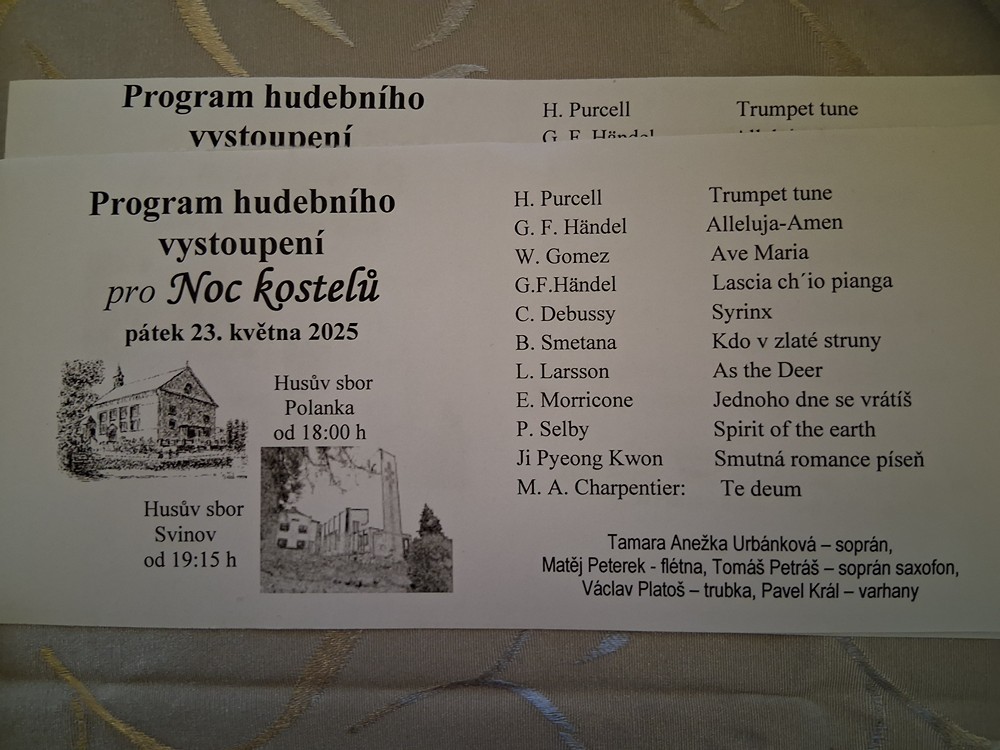 Program hudebního
vystoupení
H. Purcell Trumpet tune
G. F. Händel
Program hudebního
vystoupení
pro Noc kostelů
pátek 23. května 2025
Husův sbor
Polanka
od 18:00 h
Husův sbor
Svinov
od 19:15 h
H. Purcell Trumpet tune
G. F. Händel Alleluja-Amen
W. Gomez Ave Maria
G.F.Händel Lascia ch´io pianga
C. Debussy Syrinx
B. Smetana Kdo v zlaté struny
L. Larsson As the Deer
E. Morricone Jednoho dne se vrátíš
P. Selby Spirit of the earth
Ji Pyeong Kwon Smutná romance píseň
M. A. Charpentier: Te deum
Tamara Anežka Urbánková – soprán,
Matěj Peterek - flétna, Tomáš Petráš – soprán saxofon,
Václav Platoš – trubka, Pavel Král – varhany